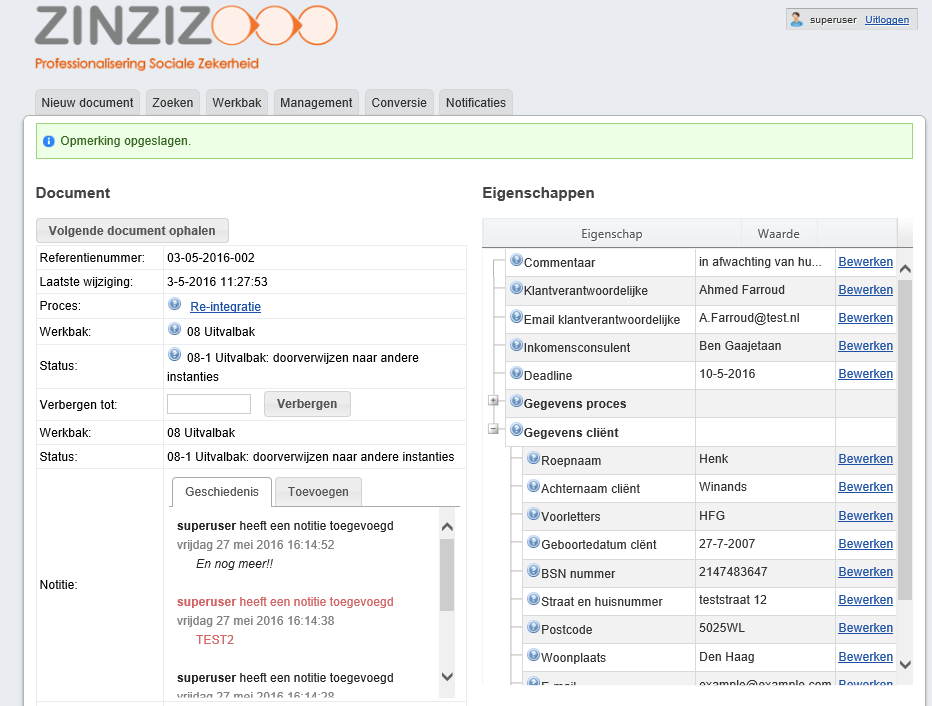 ZINZIZ
Professionalisering Sociale Zekerheid
superuser Uitloggen
Nieuw document Zoeken Werkbak Management Conversie Notificaties
Opmerking opgeslagen.
Document
Volgende document ophalen
Referentienummer: 03-05-2016-002
Laatste wijziging: 3-5-2016 11:27:53
Proces: Re-integratie
Werkbak: 08 Uitvalbak
Status: 08-1 Uitvalbak: doorverwijzen naar andere
instanties
Verbergen tot: Verbergen
Werkbak: 08 Uitvalbak
Status: 08-1 Uitvalbak: doorverwijzen naar andere instanties
Notitie:
Geschiedenis Toevoegen
superuser heeft een notitie toegevoegd
vrijdag 27 mei 2016 16:14:52
En nog meer!!
superuser heeft een notitie toegevoegd
vrijdag 27 mei 2016 16:14:38
TEST2
superuser heeft een notitie toegevoegd
vrijdag 27 mei 2016 16:14:28
Eigenschappen
Eigenschap Waarde
Commentaar in afwachting van hu... Bewerken
Klantverantwoordelijke Ahmed Farroud Bewerken
Email klantverantwoordelijke A.Farroud@test.nl Bewerken
Inkomensconsulent Ben Gaajetaan Bewerken
Deadline 10-5-2016 Bewerken
Gegevens proces
Gegevens cliënt
Roepnaam Henk Bewerken
Achternaam cliënt Winands Bewerken
Voorletters HFG Bewerken
Geboortedatum clënt 27-7-2007 Bewerken
BSN nummer 2147483647 Bewerken
Straat en huisnummer teststraat 12 Bewerken
Postcode 5025WL Bewerken
Woonplaats Den Haag Bewerken
E-mail example@example.com Bewerken